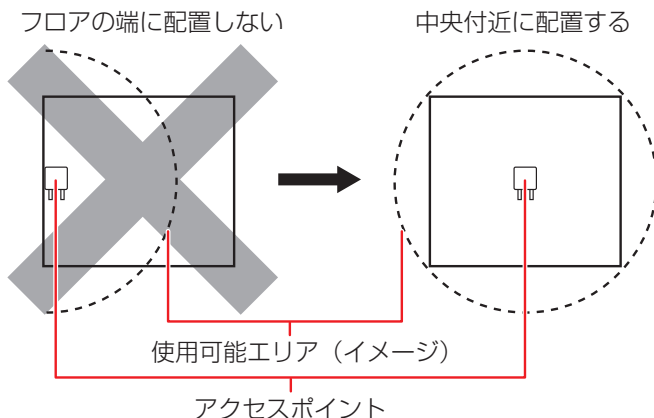 フロアの端に配置しない
中央付近に配置する
使用可能エリア（イメージ）
アクセスポイント